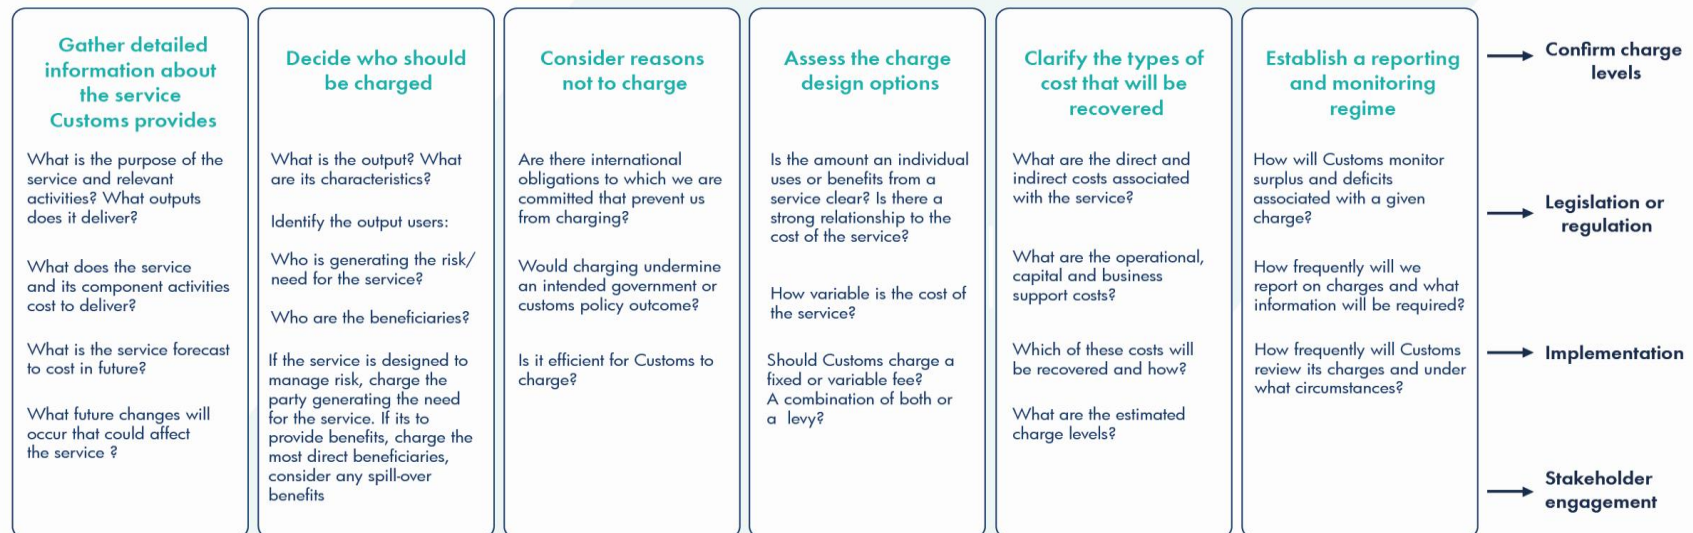 Gather detailed
information about
the service
Customs provides
What is the purpose of the
service and relevant
activities? What outputs
does it deliver?
What does the service
and its component activities
cost to deliver?
What is the service forecast
to cost in future?
What future changes will
occur that could affect
the service ?
Decide who should
be charged
What is the output? What
are its characteristics?
Identify the output users:
Who is generating the risk/
need for the service?
Who are the beneficiaries?
If the service is designed to
manage risk, charge the
party generating the need
for the service. If its to
provide benefits, charge the
most direct beneficiaries,
consider any spill-over
benefits
Consider reasons
not to charge
Are there international
obligations to which we are
committed that prevent us
from charging?
Would charging undermine
an intended government or
customs policy outcome?
Is it efficient for Customs to
charge?
Assess the charge
design options
Is the amount an individual
uses or benefits from a
service clear? Is there a
strong relationship to the
cost of the service?
How variable is the cost of
the service?
Should Customs charge a
fixed or variable fee?
A combination of both or
a levy?
Clarify the types of
cost that will be
recovered
What are the direct and
indirect costs associated
with the service?
What are the operational,
capital and business
support costs?
Which of these costs will
be recovered and how?
What are the estimated
charge levels?
Establish a reporting
and monitoring
regime
How will Customs monitor
surplus and deficits
associated with a given
charge?
How frequently will we
report on charges and what
information will be required?
How frequently will Customs
review its charges and under
what circumstances?
Confirm charge
levels
Legislation or
regulation
Implementation
Stakeholder
engagement